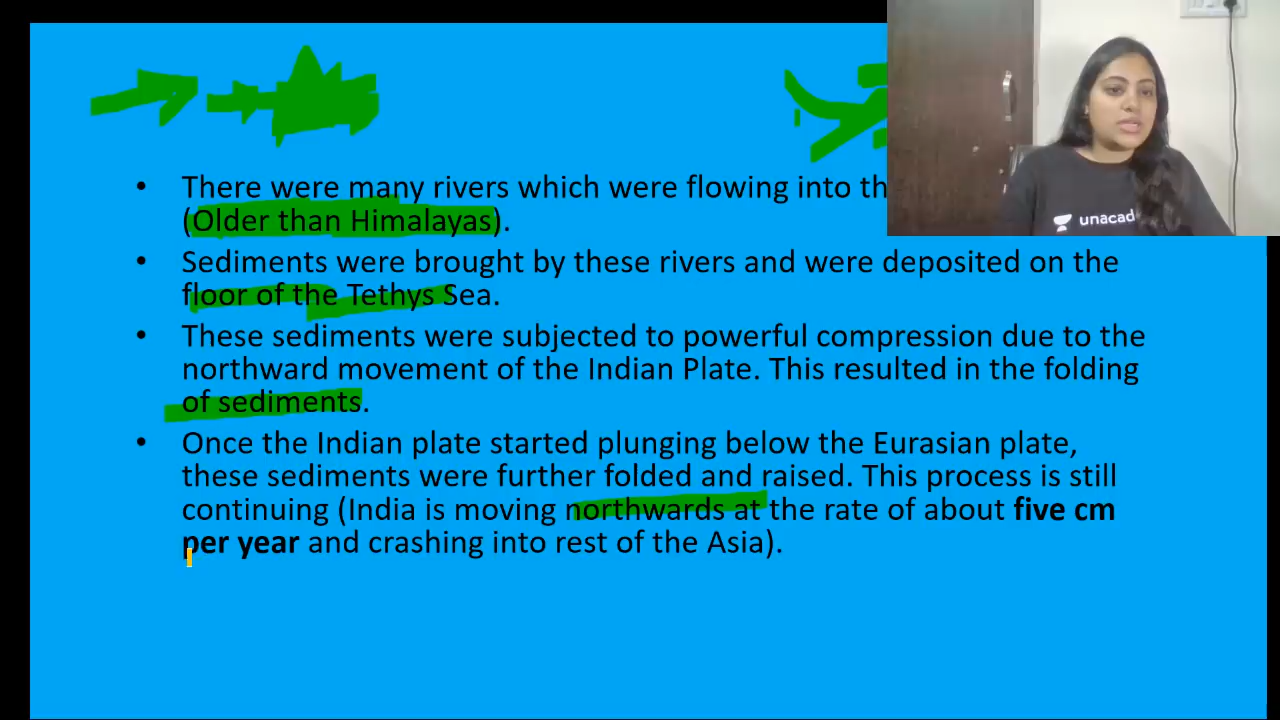 • There were many rivers which were flowing into
(Older than Himalayas).
• Sediments were brought by these rivers and were deposited on the
floor of the Tethys Sea.
• These sediments were subjected to powerful compression due to the
northward movement of the Indian Plate. This resulted in the folding
of sediments.
• Once the Indian plate started plunging below the Eurasian plate,
these sediments were further folded and raised. This process is still
continuing (India is moving northwards at the rate of about five cm
per year and crashing into rest of the Asia).